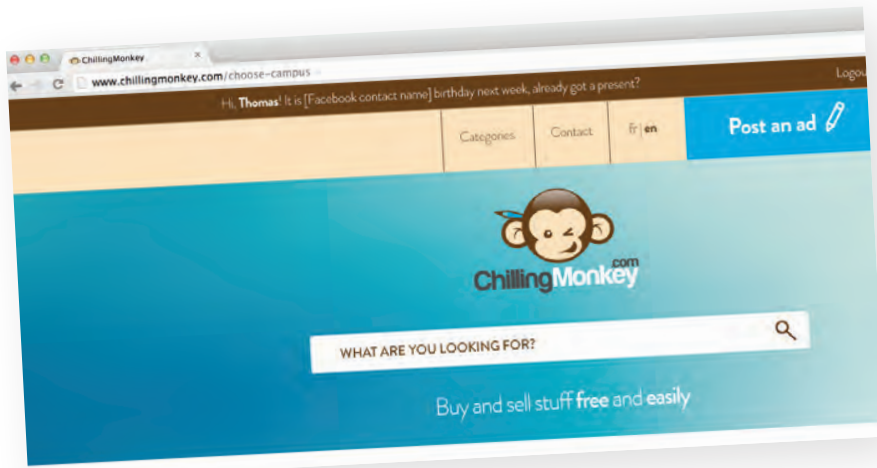 ChillingMonkey
www.chillingmonkey.com/choose-campus
Hi, Thomas! It is [Facebook contact name] birthday next week, already got a present?
Logou
Categories
Contact
fr|en
Post an ad
ChillingMonkey
.com
WHAT ARE YOU LOOKING FOR?
Buy and sell stuff free and easily